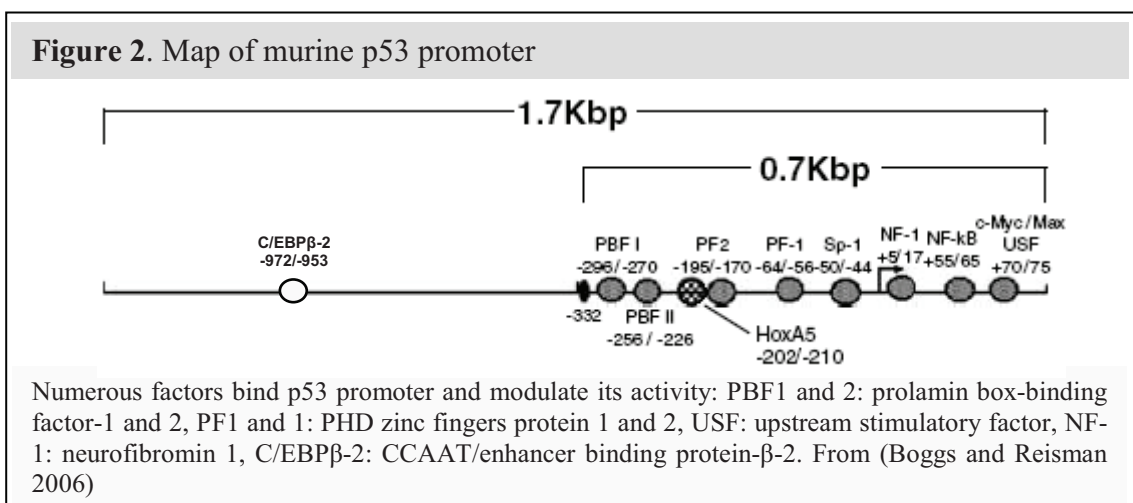 Figure 2. Map of murine p53 promoter
1.7Kbp
0.7Kbp
C/EBPβ-2
-972/-953
PBF I
-296/-270
PF2
-195/-170
PF-1
-64/-56
Sp-1
-50/-44
NF-1
+5/17
NF-kB
+55/65
c-Myc/Max
USF
+70/75
-332
PBF II
-256 / -226
HoxA5
-202/-210
Numerous factors bind p53 promoter and modulate its activity: PBF1 and 2: prolamin box-binding
factor-1 and 2, PF1 and 1: PHD zinc fingers protein 1 and 2, USF: upstream stimulatory factor, NF-
1: neurofibromin 1, C/EBPβ-2: CCAAT/enhancer binding protein-β-2. From (Boggs and Reisman
2006)